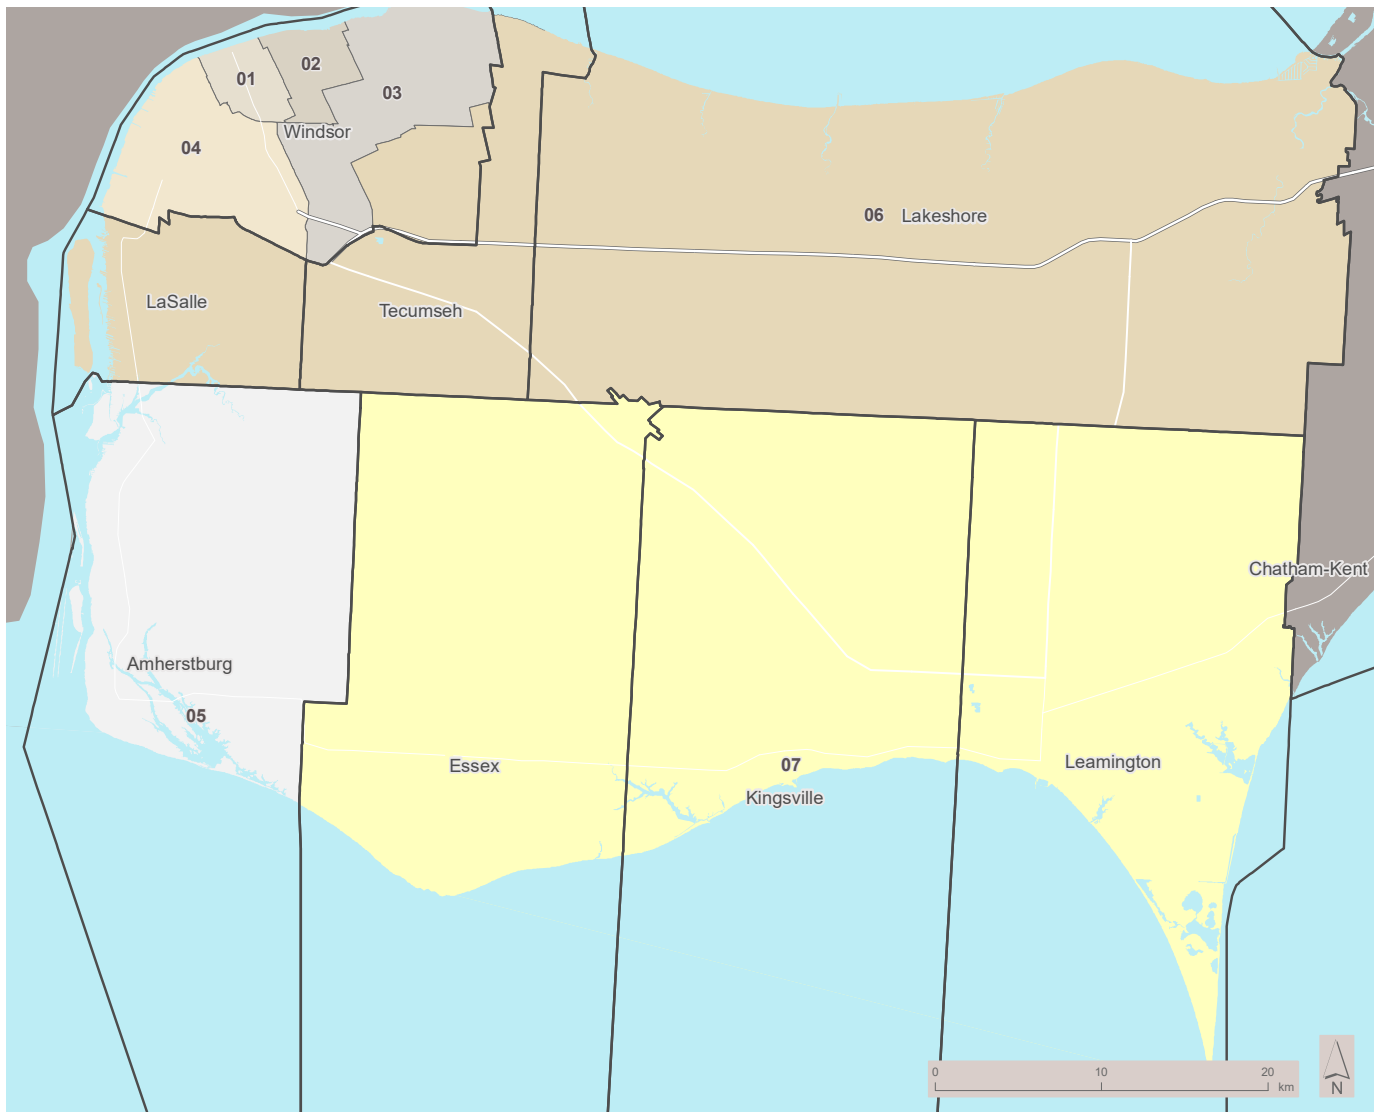 02
01
03
Windsor
04
06 Lakeshore
LaSalle
Tecumseh
Chatham-Kent
Amherstburg
05
Essex
07
Leamington
Kingsville
0 10 20
km
N